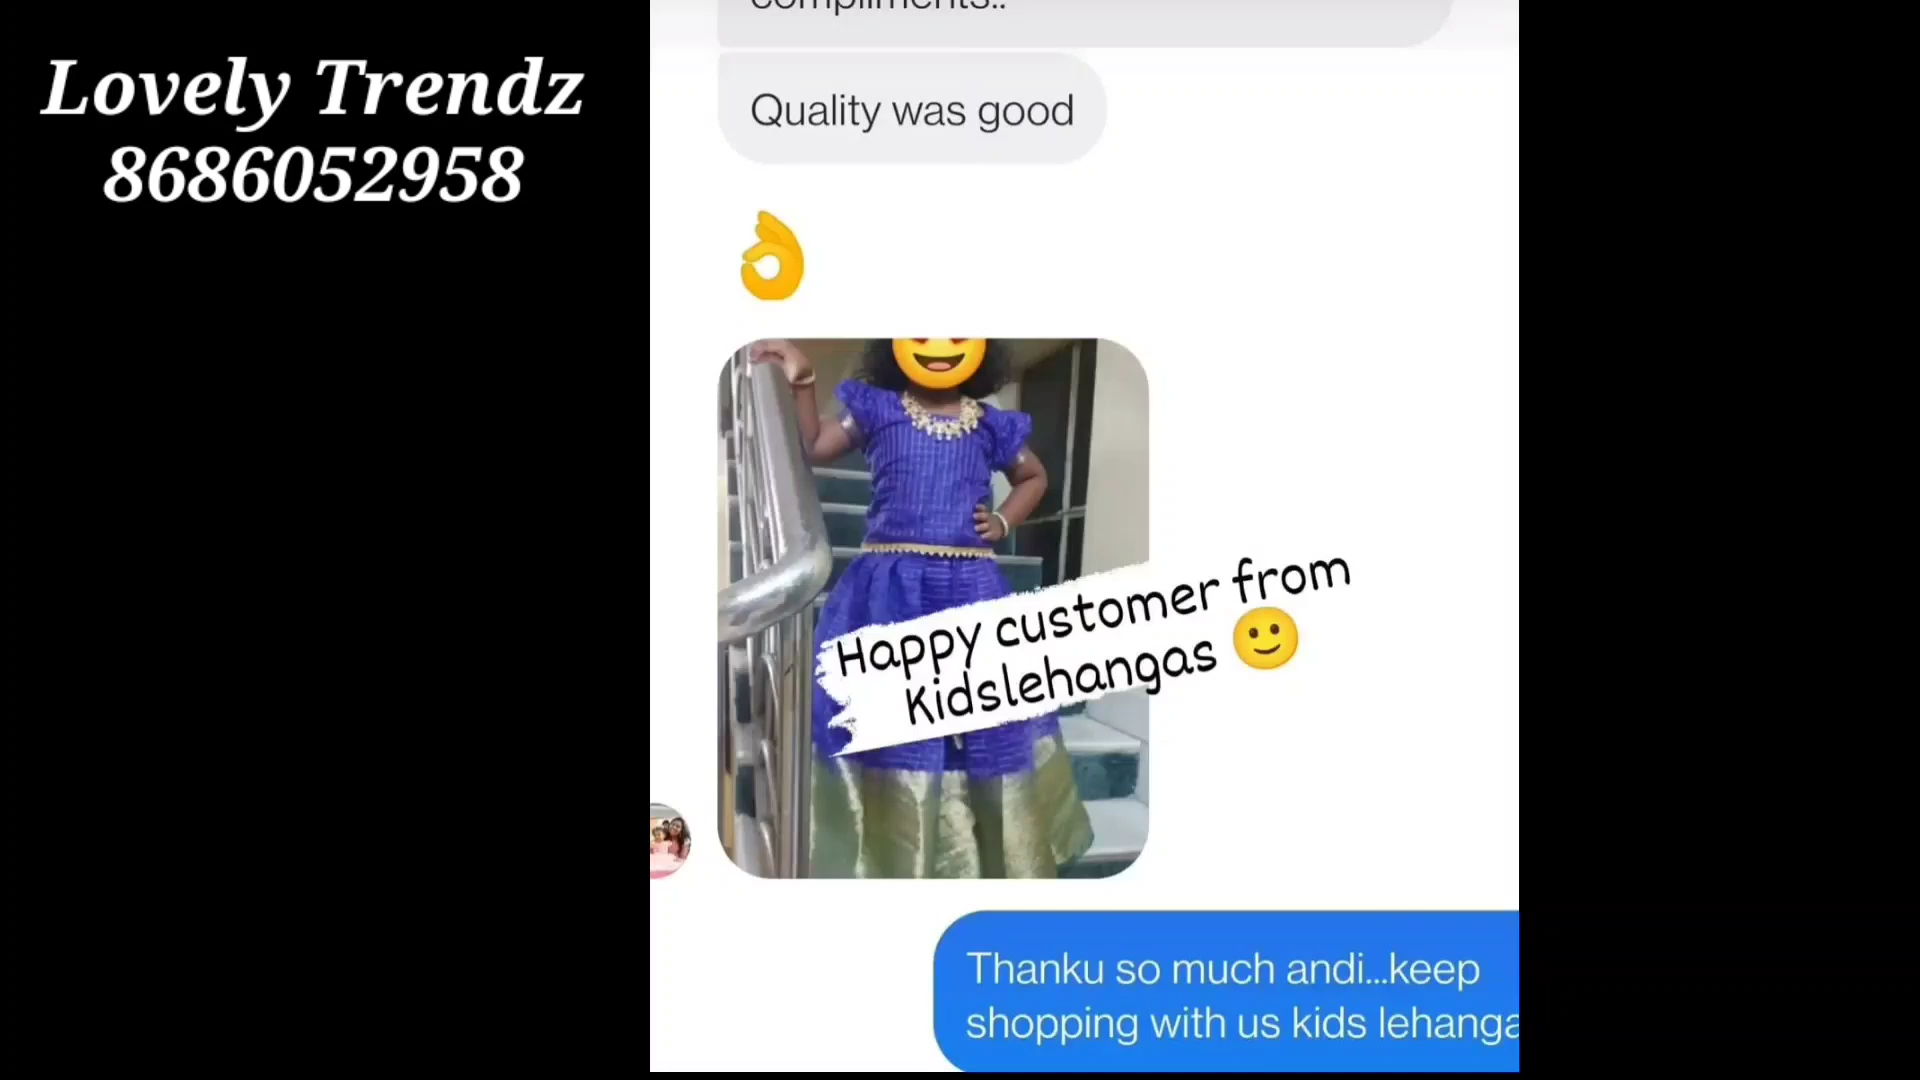 Lovely Trendz
8686052958
compliments..
Quality was good
Happy customer from
Kidslehangas
Thanku so much andi...keep
shopping with us kids lehanga